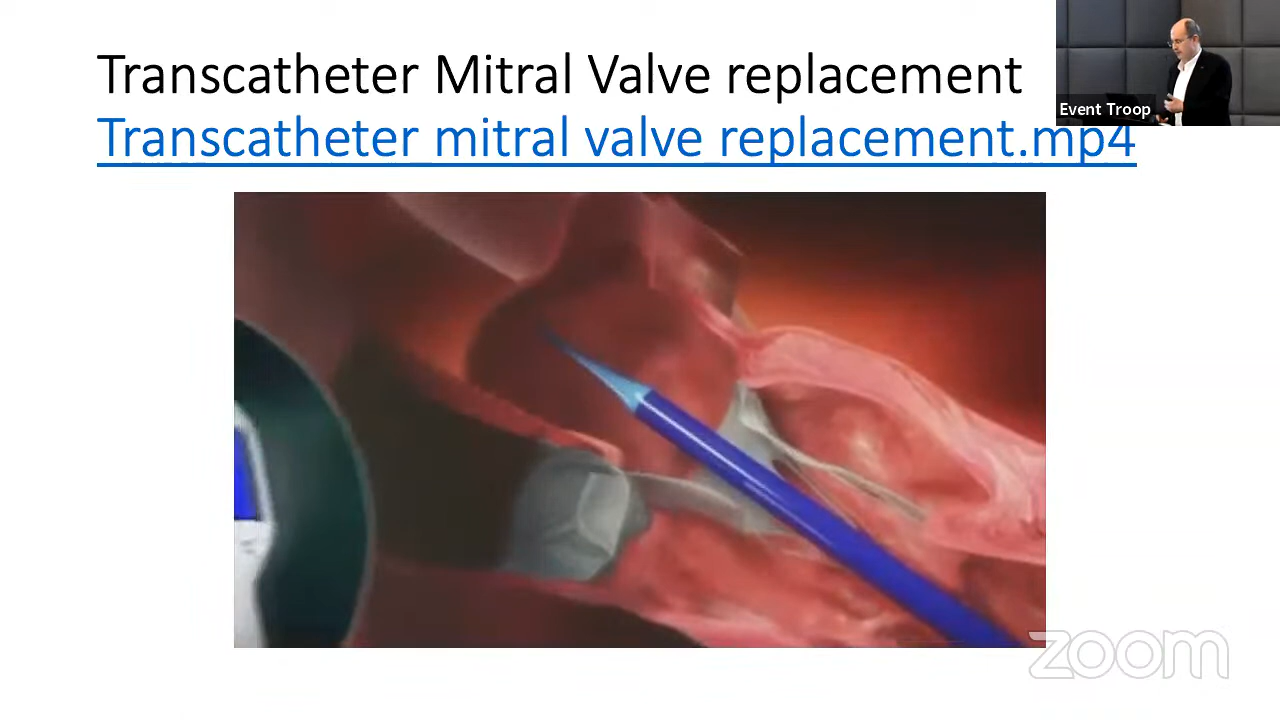 Transcatheter Mitral Valve replacement
Transcatheter mitral valve replacement.mp4
Event Troop
zoom